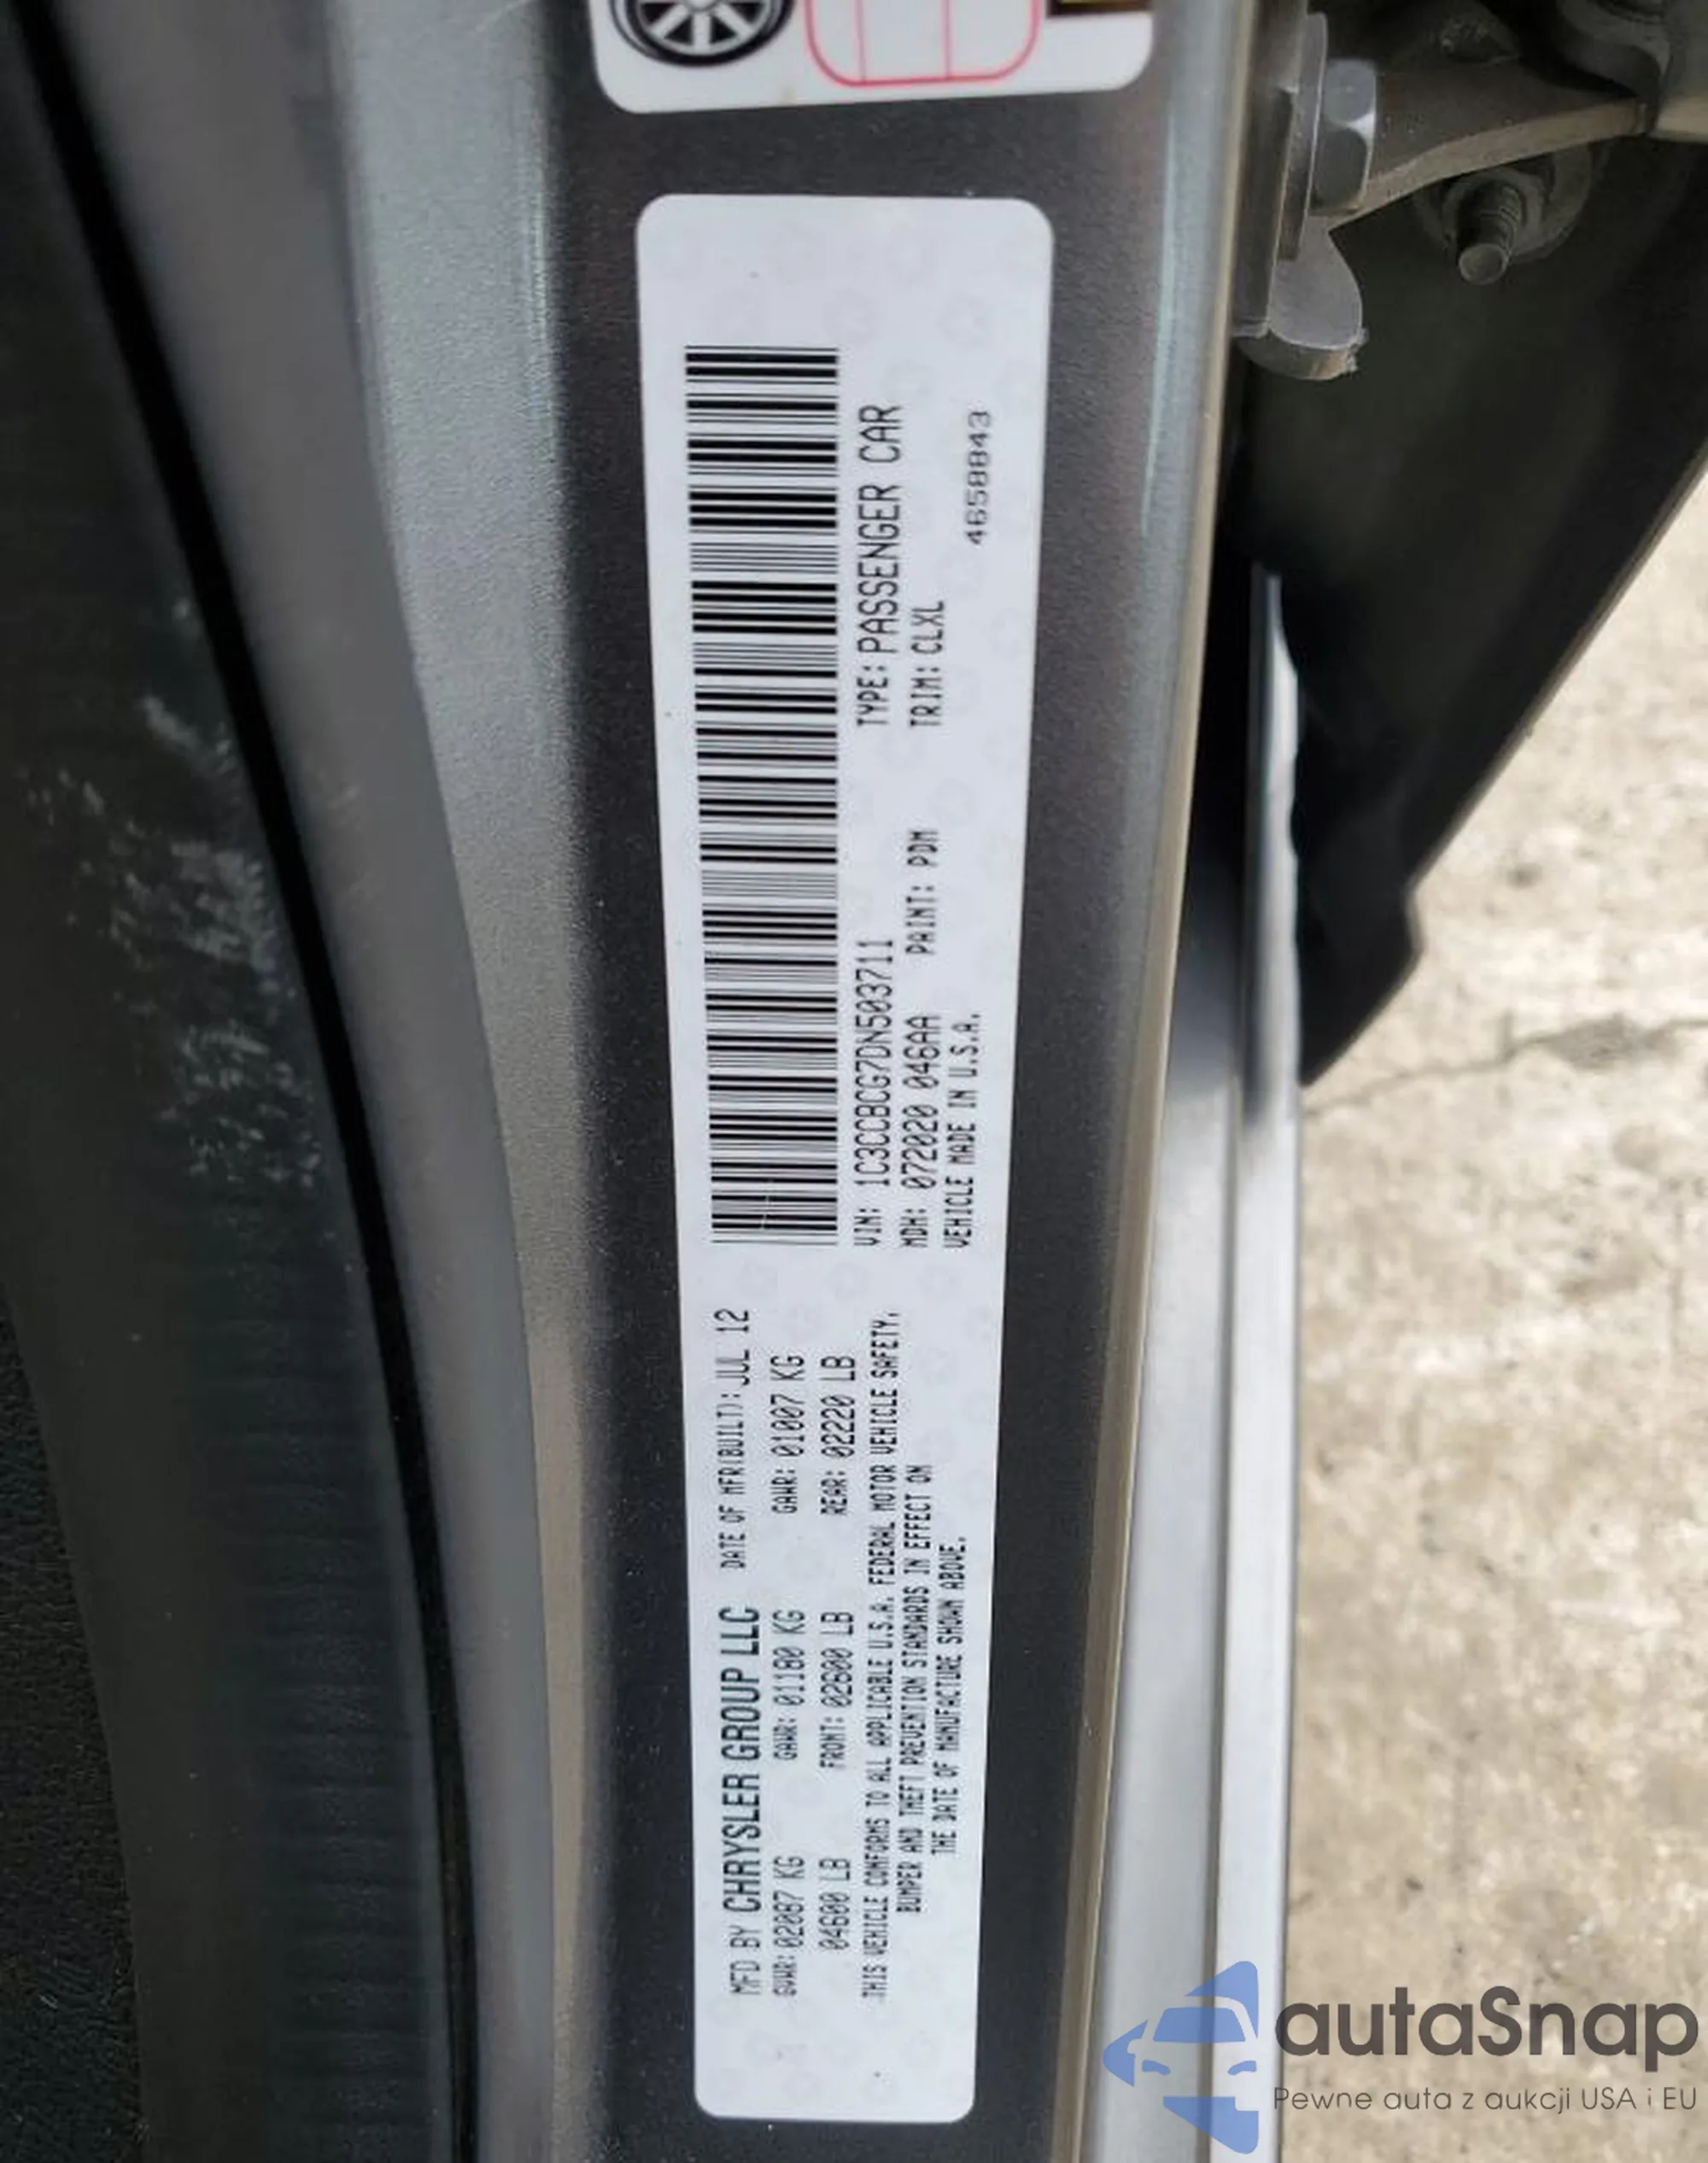 MFD BY CHRYSLER GROUP LLC DATE OF MFR(BUILT): JUL 12
GVWR: 02087 KG GAWR: 01180 KG GAWR: 01007 KG
04600 LB FRONT: 02600 LB REAR: 02220 LB
THIS VEHICLE CONFORMS TO ALL APPLICABLE U.S.A. FEDERAL MOTOR VEHICLE SAFETY,
BUMPER AND THEFT PREVENTION STANDARDS IN EFFECT ON
THE DATE OF MANUFACTURE SHOWN ABOVE.
VIN: 1C3CCBCG7DN503711 TYPE: PASSENGER CAR
MDH: 072020 046AA PAINT: PDM TRIM: CLXL
VEHICLE MADE IN U.S.A. 4658843
autaSnap
Pewne auta z aukcji USA i EU